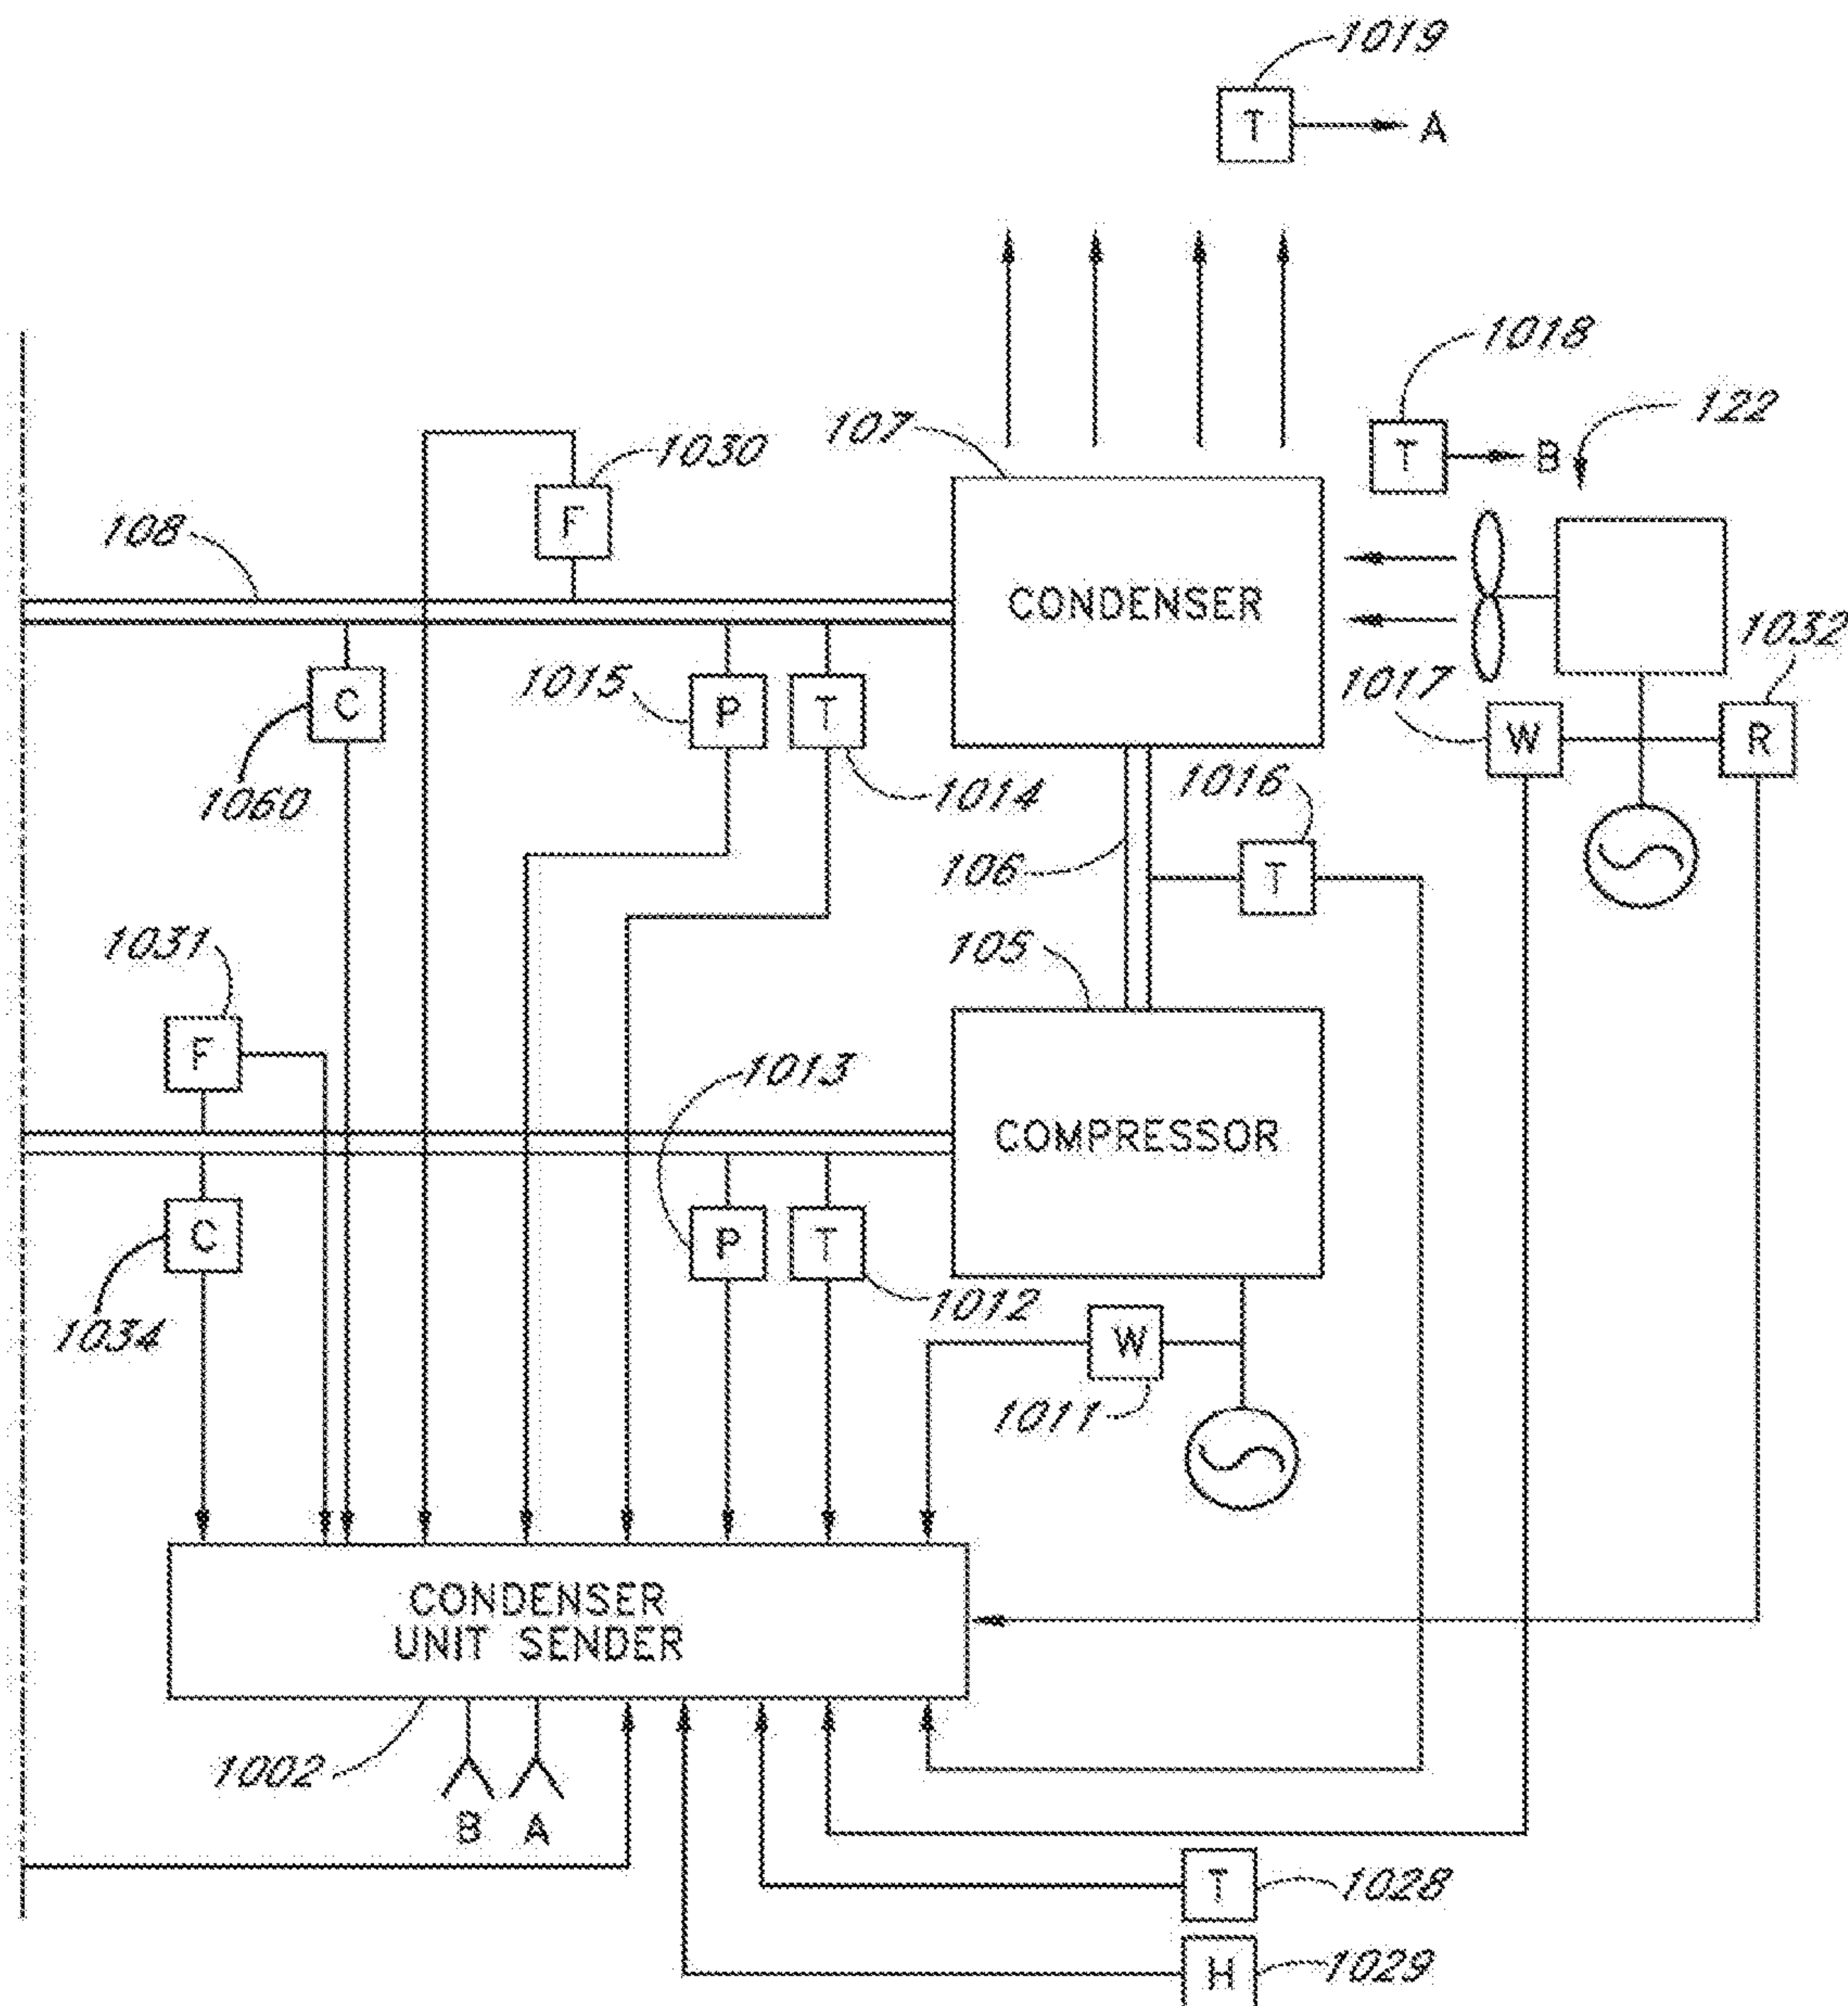 1019
T
A
1018
107
122
T
B
1030
F
108
CONDENSER
1032
1015
1017
C
P
T
W
R
1060
1014
1016
106
T
1031
105
F
1013
COMPRESSOR
C
P
T
1012
1034
W
1011
CONDENSER
UNIT SENDER
1002
B
A
T
1028
H
1029